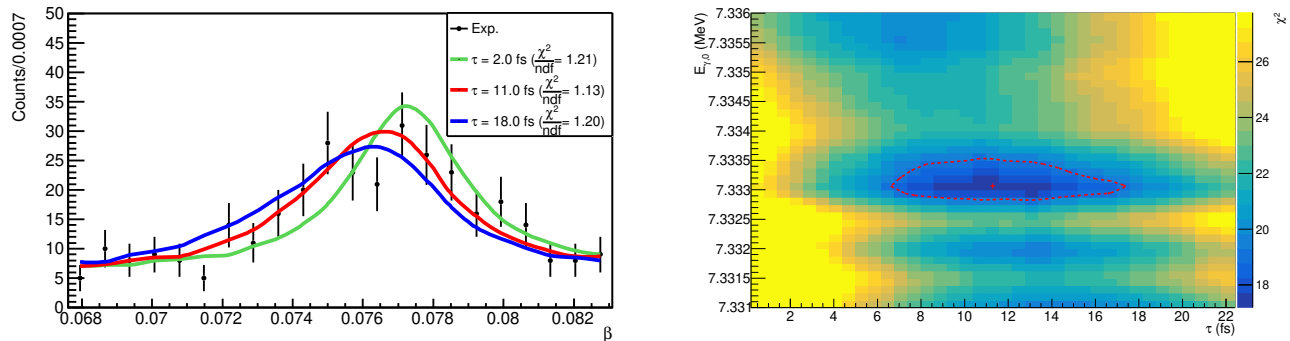 Counts/0.0007
50
45
40
35
30
25
20
15
10
5
0
Exp.
τ = 2.0 fs (χ²/ndf = 1.21)
τ = 11.0 fs (χ²/ndf = 1.13)
τ = 18.0 fs (χ²/ndf = 1.20)
0.068 0.07 0.072 0.074 0.076 0.078 0.08 0.082
β
E_γ,0 (MeV)
7.336
7.3355
7.335
7.3345
7.334
7.3335
7.333
7.3325
7.332
7.3315
7.331
2 4 6 8 10 12 14 16 18 20 22
τ (fs)
χ²
26
24
22
20
18